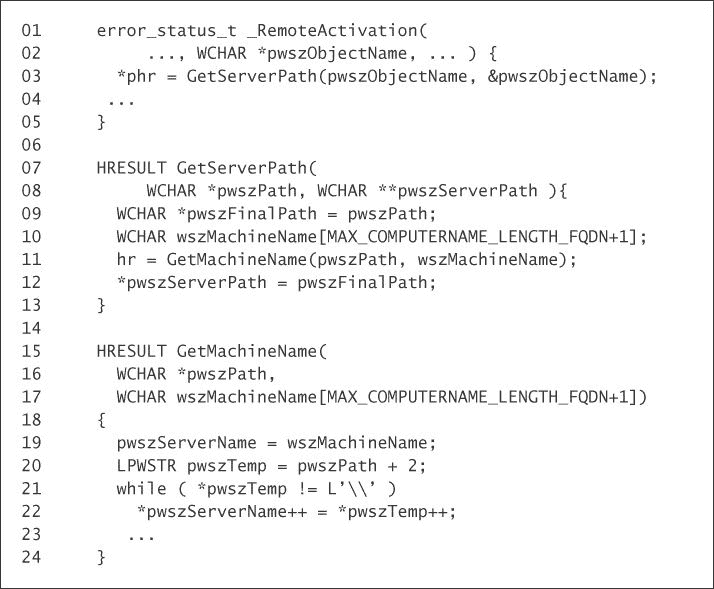 01 error_status_t _RemoteActivation(
02 ..., WCHAR *pwszObjectName, ... ) {
03 *phr = GetServerPath(pwszObjectName, &pwszObjectName);
04 ...
05 }
06
07 HRESULT GetServerPath(
08 WCHAR *pwszPath, WCHAR **pwszServerPath ){
09 WCHAR *pwszFinalPath = pwszPath;
10 WCHAR wszMachineName[MAX_COMPUTERNAME_LENGTH_FQDN+1];
11 hr = GetMachineName(pwszPath, wszMachineName);
12 *pwszServerPath = pwszFinalPath;
13 }
14
15 HRESULT GetMachineName(
16 WCHAR *pwszPath,
17 WCHAR wszMachineName[MAX_COMPUTERNAME_LENGTH_FQDN+1])
18 {
19 pwszServerName = wszMachineName;
20 LPWSTR pwszTemp = pwszPath + 2;
21 while ( *pwszTemp != L’\\’ )
22 *pwszServerName++ = *pwszTemp++;
23 ...
24 }